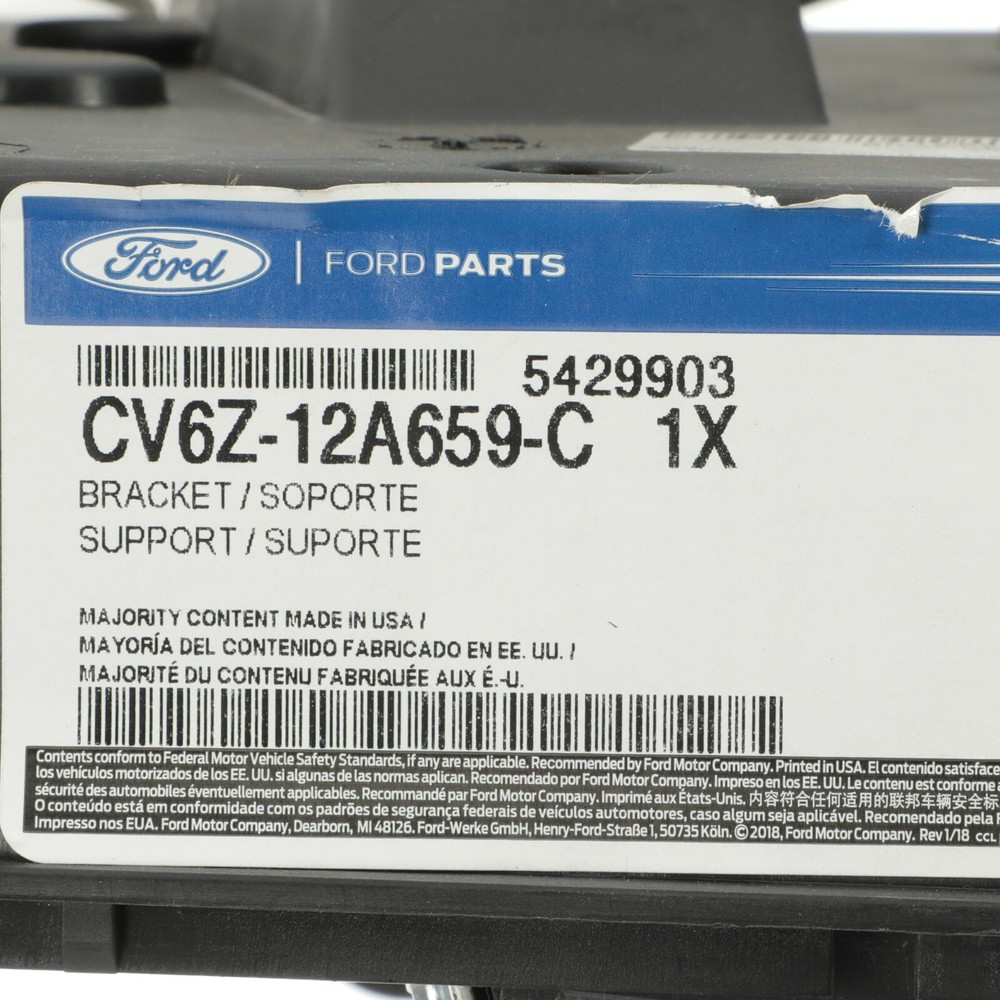 Ford | FORD PARTS
5429903
CV6Z-12A659-C 1X
BRACKET / SOPORTE
SUPPORT / SUPORTE
MAJORITY CONTENT MADE IN USA /
MAYORÍA DEL CONTENIDO FABRICADO EN EE. UU. /
MAJORITÉ DU CONTENU FABRIQUÉE AUX É.-U.
Contents conform to Federal Motor Vehicle Safety Standards, if any are applicable. Recommended by Ford Motor Company. Printed in USA. El contenido satisface
los vehículos motorizados de los EE. UU. si algunas de las normas aplican. Recomendado por Ford Motor Company. Impreso en los EE. UU. Le contenu est conforme
sécurité des automobiles éventuellement applicables. Recommandé par Ford Motor Company. Imprimé aux États-Unis. 内容符合任何适用的联邦车辆安全标
O conteúdo está em conformidade com os padrões de segurança federais de veículos automotores, caso algum seja aplicável. Recomendado pela
Impresso nos EUA. Ford Motor Company, Dearborn, MI 48126. Ford-Werke GmbH, Henry-Ford-Straße 1, 50735 Köln. © 2018, Ford Motor Company. Rev 1/18 CCL